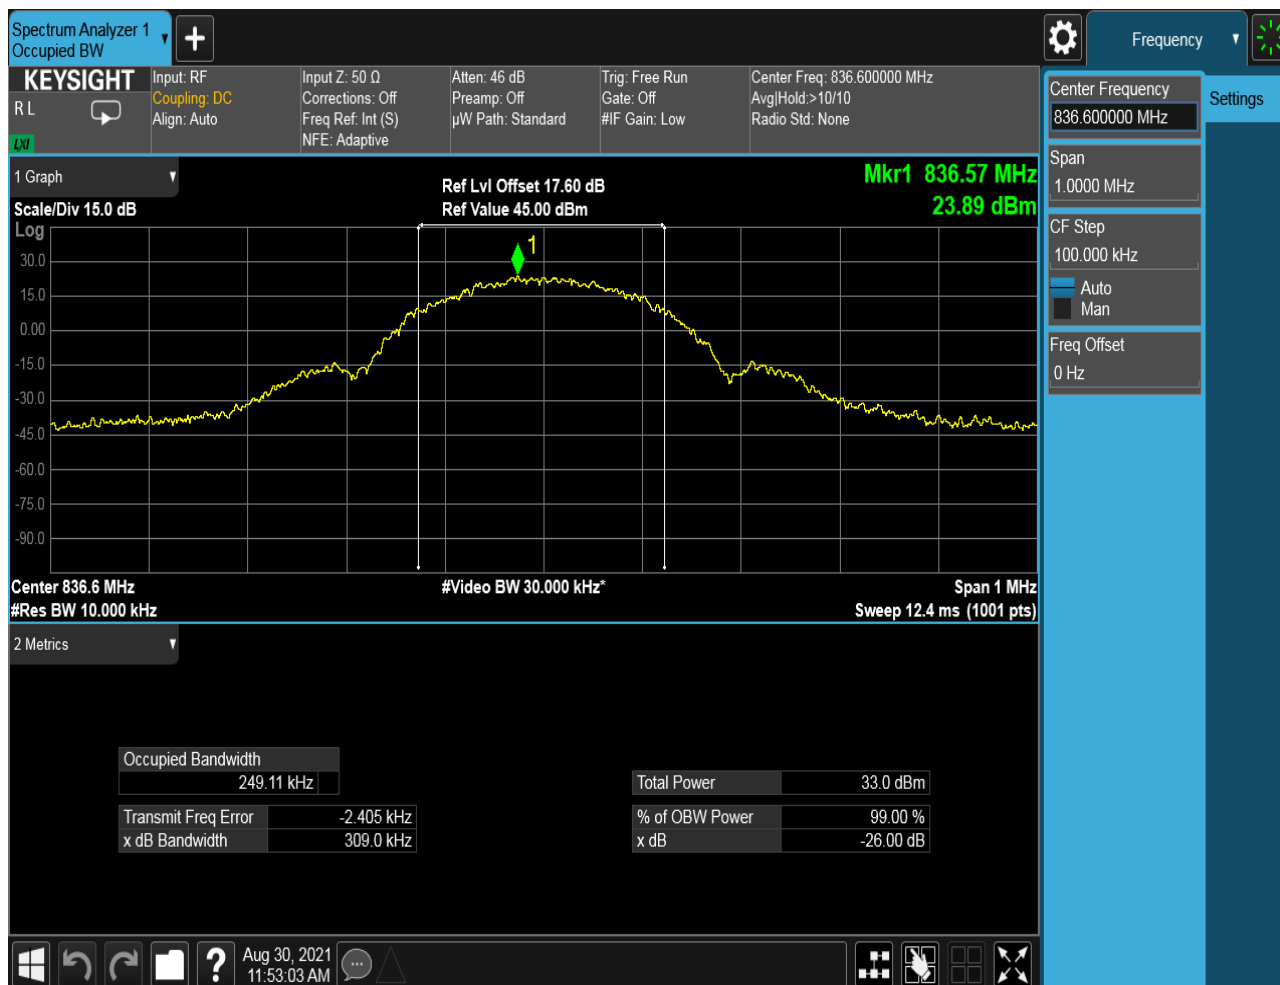 Spectrum Analyzer 1
Occupied BW
Frequency
KEYSIGHT
R L
LXI
Input: RF
Coupling: DC
Align: Auto
Input Z: 50 Ω
Corrections: Off
Freq Ref: Int (S)
NFE: Adaptive
Atten: 46 dB
Preamp: Off
µW Path: Standard
Trig: Free Run
Gate: Off
#IF Gain: Low
Center Freq: 836.600000 MHz
Avg|Hold:>10/10
Radio Std: None
Center Frequency
836.600000 MHz
Settings
Span
1.0000 MHz
CF Step
100.000 kHz
Auto
Man
Freq Offset
0 Hz
1 Graph
Scale/Div 15.0 dB
Ref Lvl Offset 17.60 dB
Ref Value 45.00 dBm
Mkr1 836.57 MHz
23.89 dBm
Log
1
30.0
15.0
0.00
-15.0
-30.0
-45.0
-60.0
-75.0
-90.0
Center 836.6 MHz
#Video BW 30.000 kHz*
Span 1 MHz
#Res BW 10.000 kHz
Sweep 12.4 ms (1001 pts)
2 Metrics
Occupied Bandwidth
249.11 kHz
Total Power 33.0 dBm
Transmit Freq Error -2.405 kHz
% of OBW Power 99.00 %
x dB Bandwidth 309.0 kHz
x dB -26.00 dB
?
Aug 30, 2021
11:53:03 AM